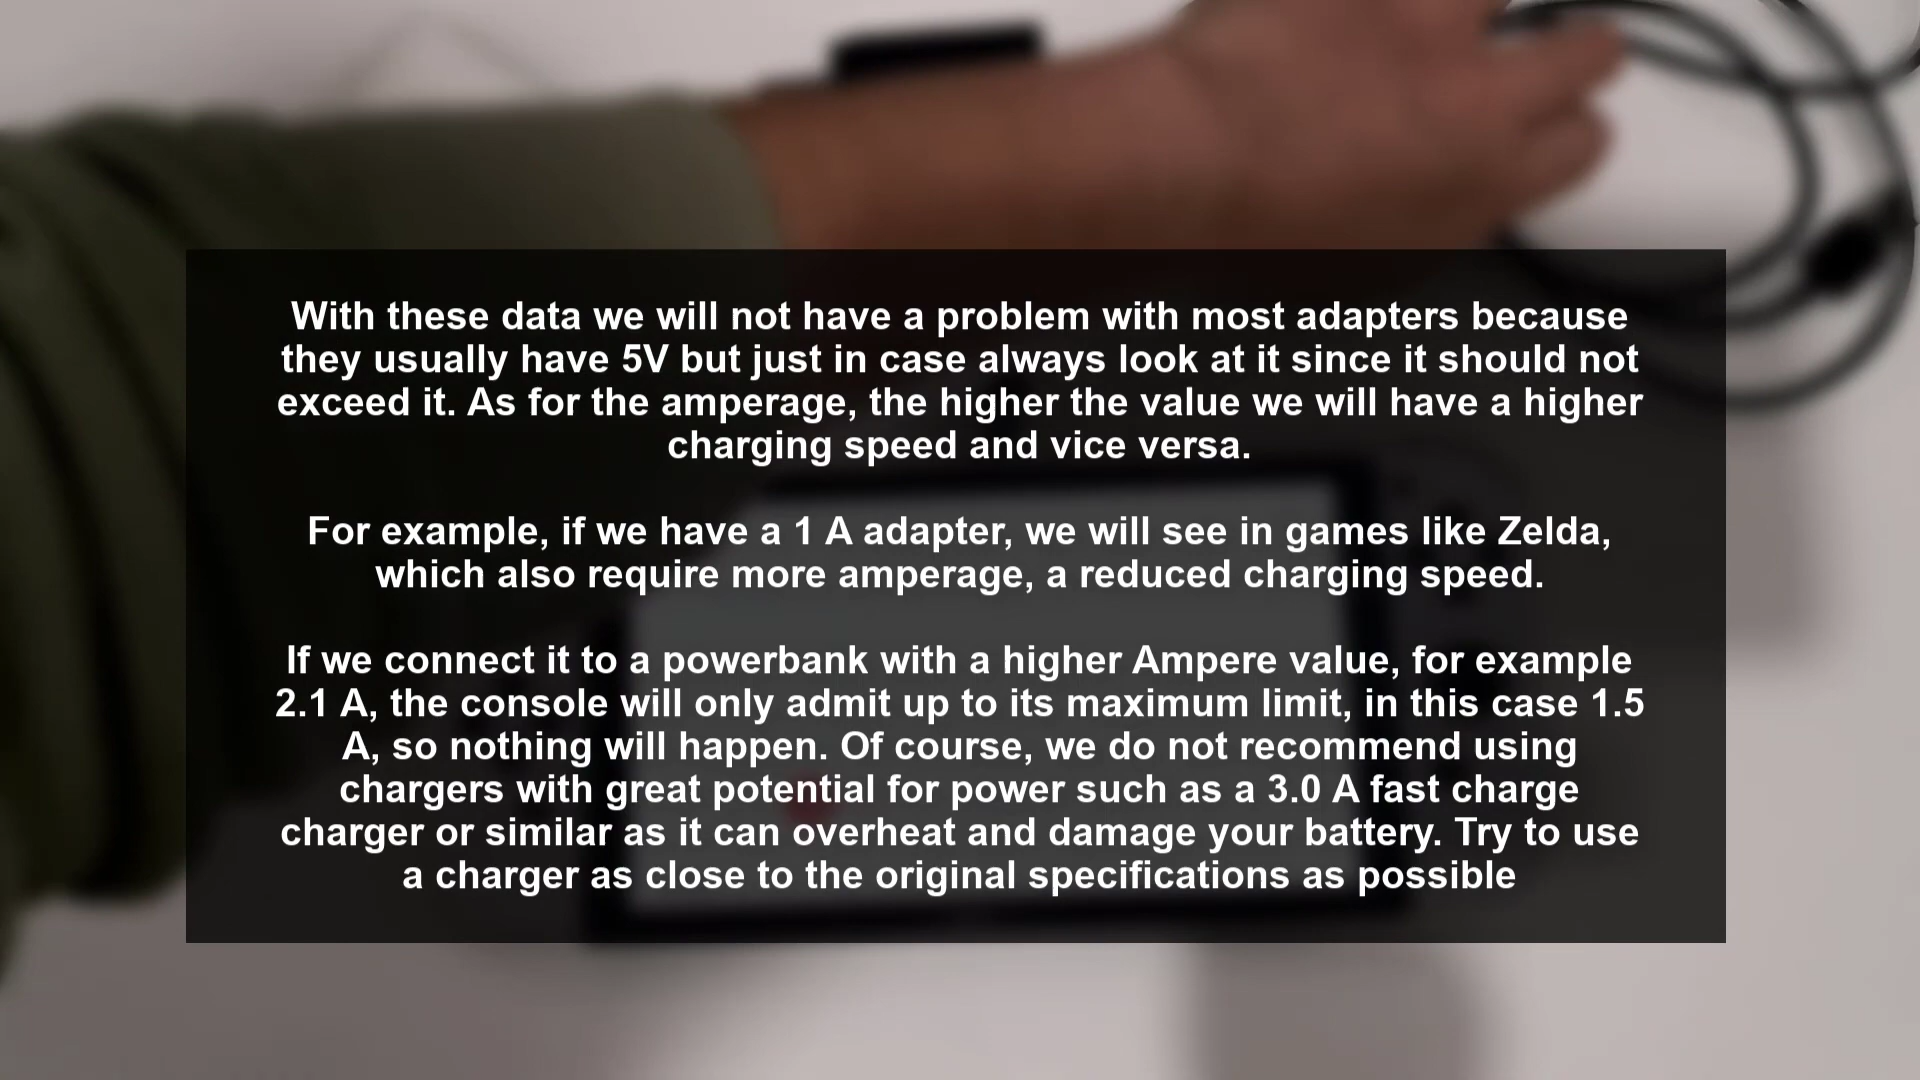 With these data we will not have a problem with most adapters because
they usually have 5V but just in case always look at it since it should not
exceed it. As for the amperage, the higher the value we will have a higher
charging speed and vice versa.
For example, if we have a 1 A adapter, we will see in games like Zelda,
which also require more amperage, a reduced charging speed.
If we connect it to a powerbank with a higher Ampere value, for example
2.1 A, the console will only admit up to its maximum limit, in this case 1.5
A, so nothing will happen. Of course, we do not recommend using
chargers with great potential for power such as a 3.0 A fast charge
charger or similar as it can overheat and damage your battery. Try to use
a charger as close to the original specifications as possible